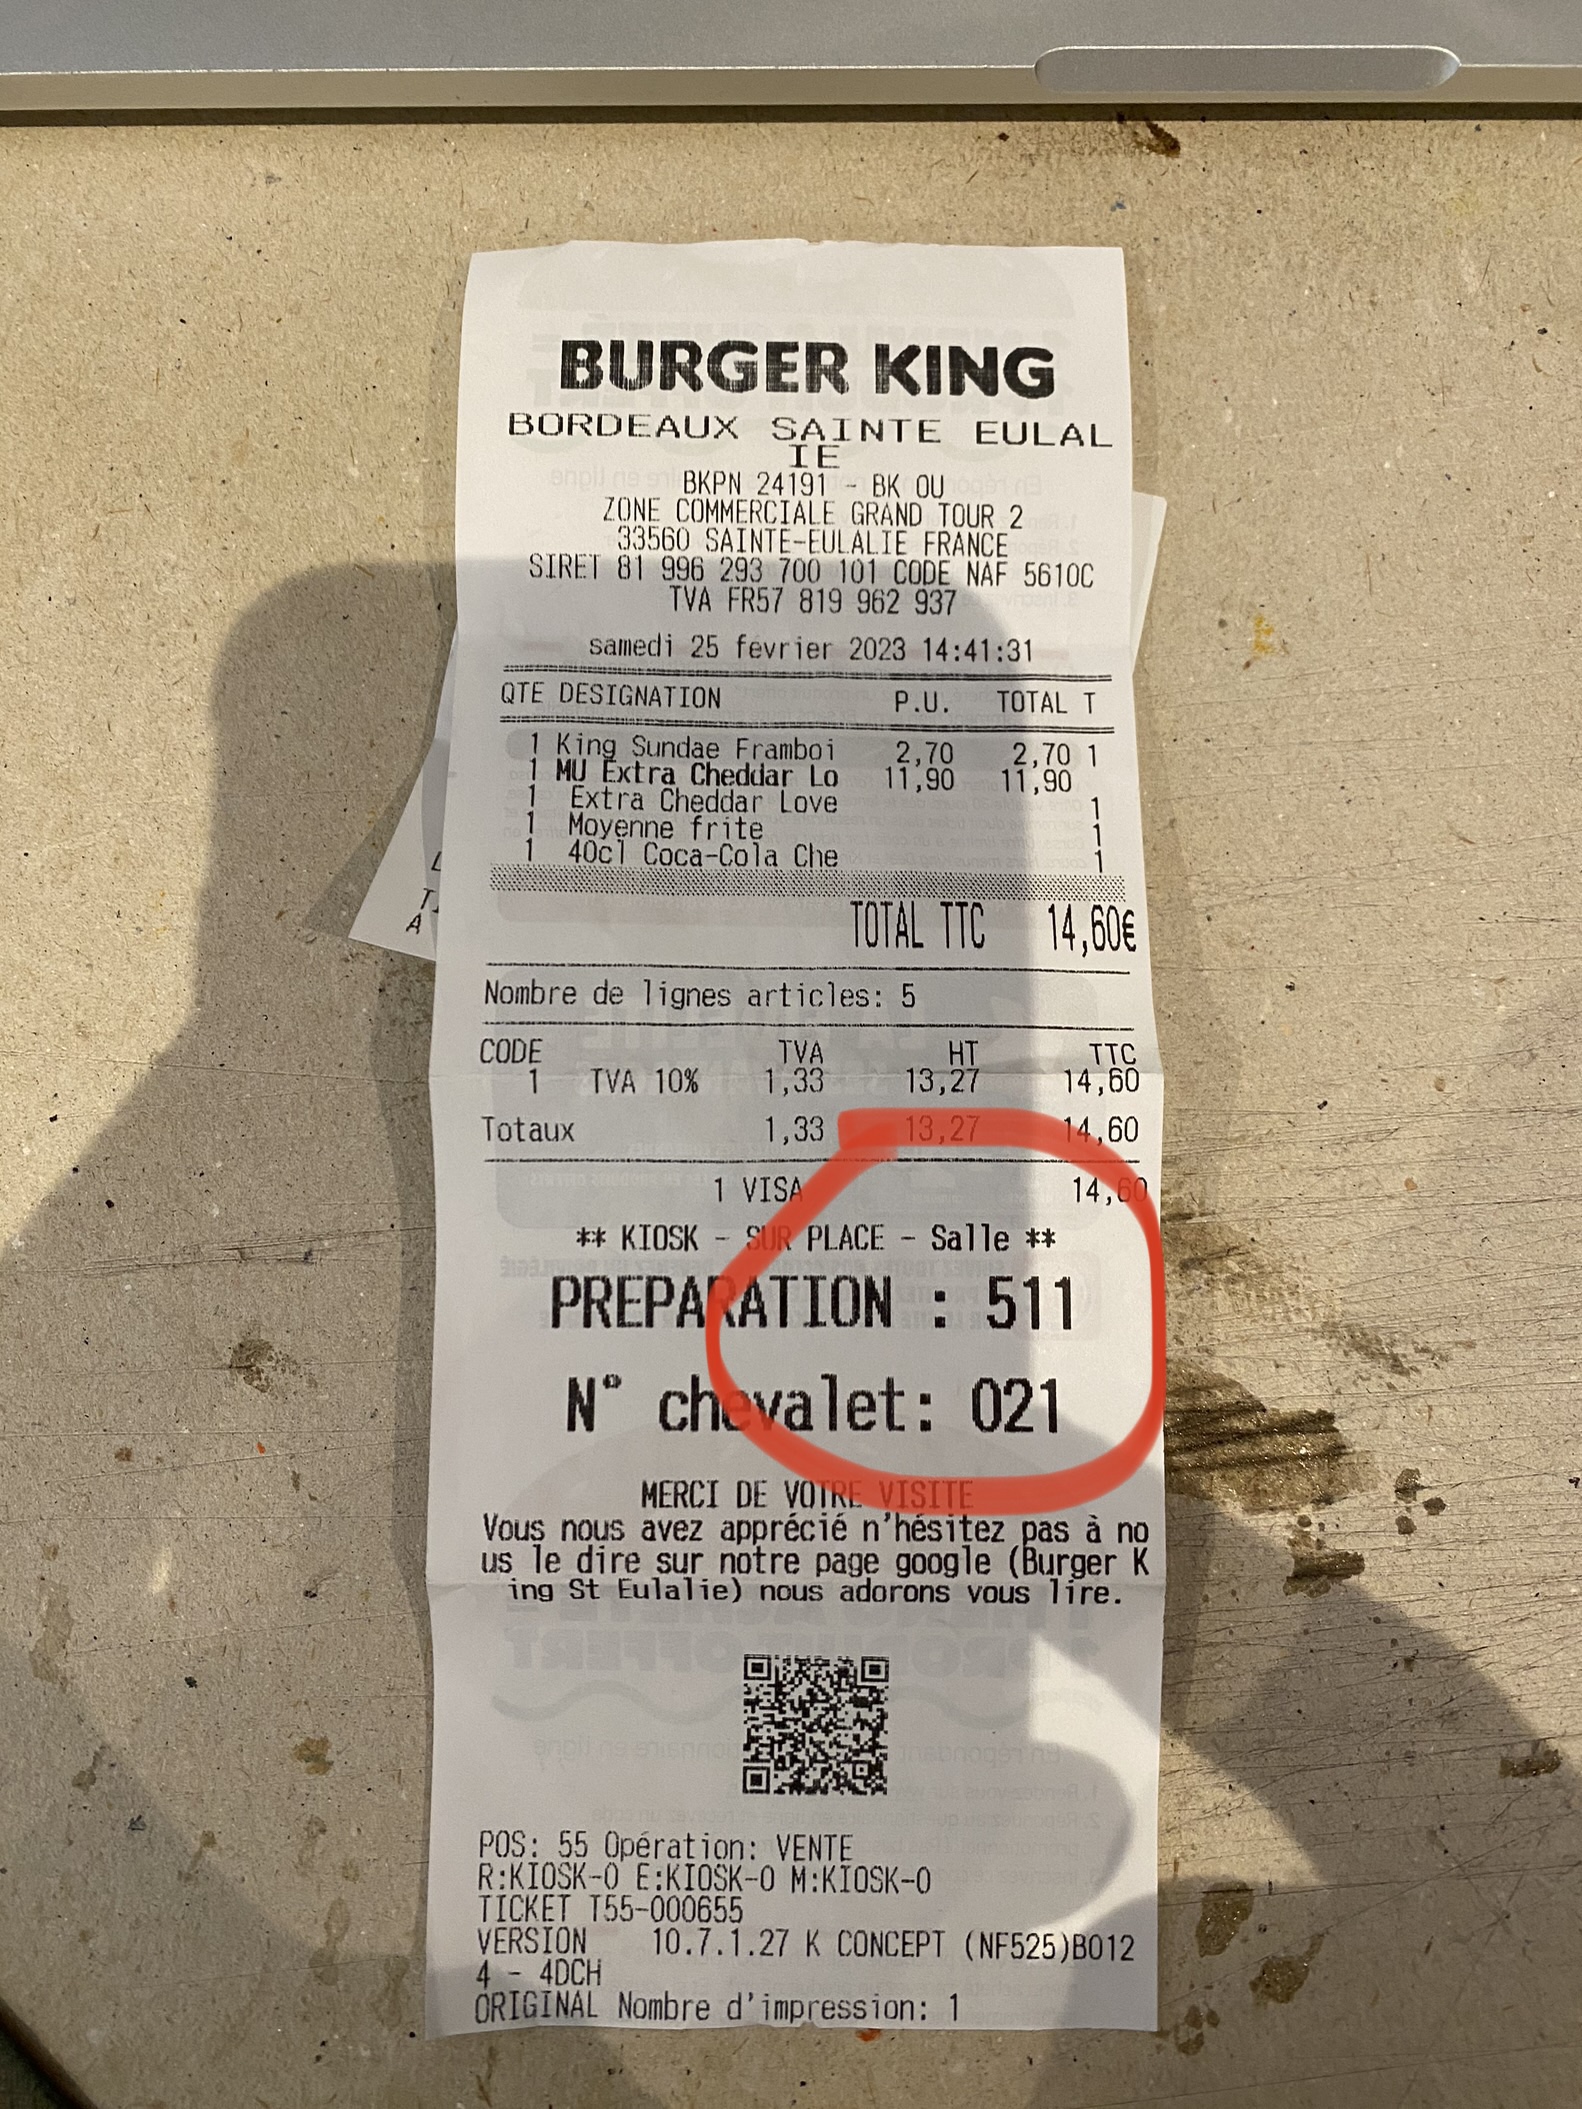 BURGER KING
BORDEAUX SAINTE EULAL
IE
BKPN 24191 - BK OU
ZONE COMMERCIALE GRAND TOUR 2
33560 SAINTE-EULALIE FRANCE
SIRET 81 996 293 700 101 CODE NAF 5610C
TVA FR57 819 962 937
samedi 25 février 2023 14:41:31
QTE DESIGNATION P.U. TOTAL T
1 King Sundae Framboi 2,70 2,70 1
1 MU Extra Cheddar Lo 11,90 11,90
1 Extra Cheddar Love 1
1 Moyenne frite 1
1 40cl Coca-Cola Che 1
TOTAL TTC 14,60€
Nombre de lignes articles: 5
CODE TVA HT TTC
1 TVA 10% 1,33 13,27 14,60
Totaux 1,33 13,27 14,60
1 VISA 14,60
** KIOSK - SUR PLACE - Salle **
PREPARATION : 511
N° chevalet: 021
MERCI DE VOTRE VISITE
Vous nous avez apprécié n'hésitez pas à no
us le dire sur notre page google (Burger K
ing St Eulalie) nous adorons vous lire.
POS: 55 Opération: VENTE
R:KIOSK-0 E:KIOSK-0 M:KIOSK-0
TICKET T55-000655
VERSION 10.7.1.27 K CONCEPT (NF525)B012
4 - 4DCH
ORIGINAL Nombre d'impression: 1